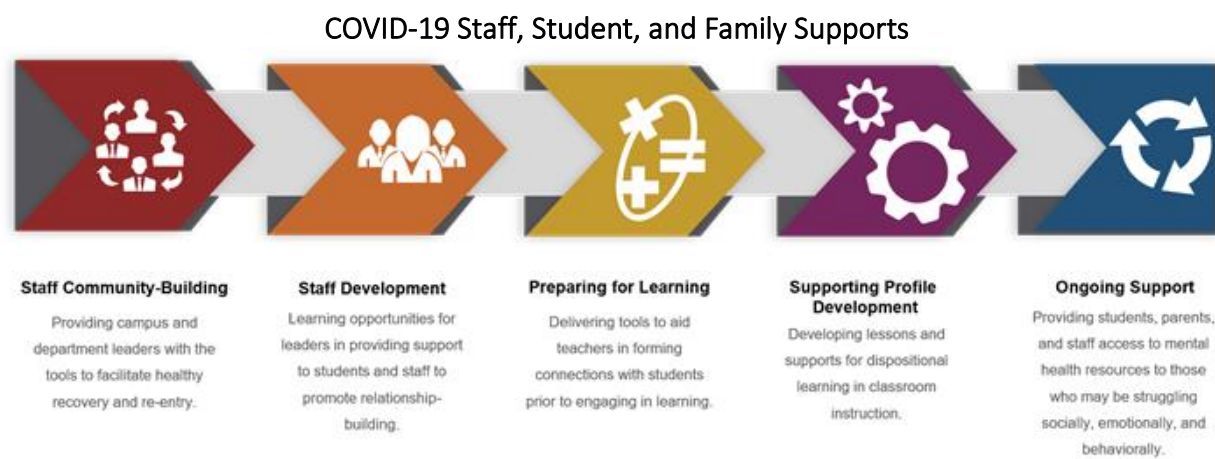 COVID-19 Staff, Student, and Family Supports
Staff Community-Building
Providing campus and
department leaders with the
tools to facilitate healthy
recovery and re-entry.
Staff Development
Learning opportunities for
leaders in providing support
to students and staff to
promote relationship-
building.
Preparing for Learning
Delivering tools to aid
teachers in forming
connections with students
prior to engaging in learning.
Supporting Profile
Development
Developing lessons and
supports for dispositional
learning in classroom
instruction.
Ongoing Support
Providing students, parents,
and staff access to mental
health resources to those
who may be struggling
socially, emotionally, and
behaviorally.